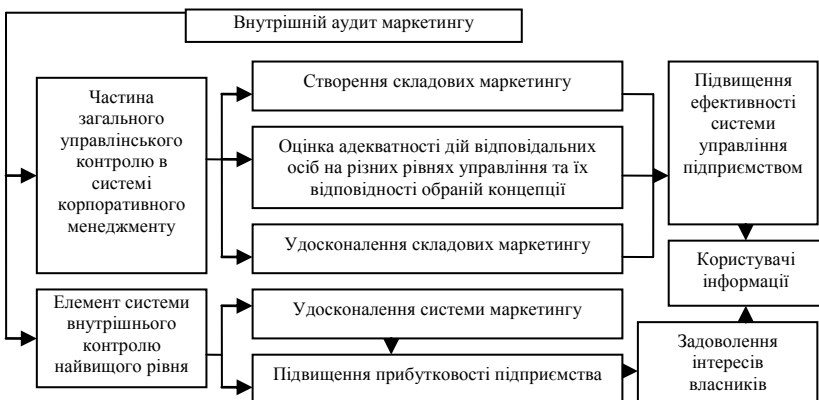 Внутрішній аудит маркетингу
Частина
загального
управлінського
контролю в
системі
корпоративного
менеджменту
Створення складових маркетингу
Оцінка адекватності дій відповідальних
осіб на різних рівнях управління та їх
відповідності обраній концепції
Удосконалення складових маркетингу
Підвищення
ефективності
системи
управління
підприємством
Користувачі
інформації
Елемент системи
внутрішнього
контролю
найвищого рівня
Удосконалення системи маркетингу
Підвищення прибутковості підприємства
Задоволення
інтересів
власників